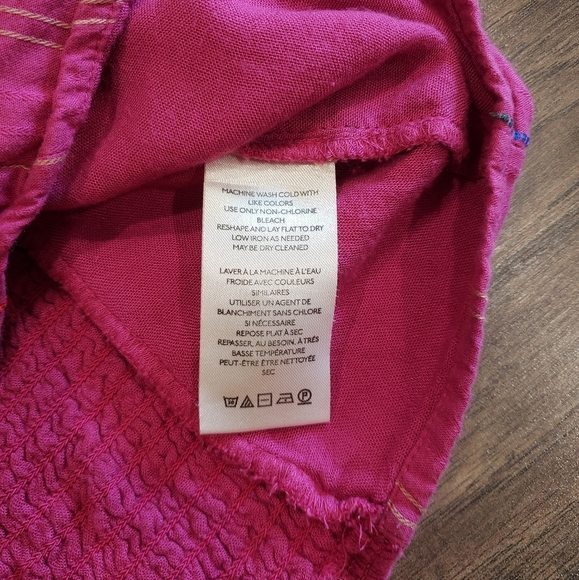 MACHINE WASH COLD WITH
LIKE COLORS
USE ONLY NON-CHLORINE
BLEACH
RESHAPE AND LAY FLAT TO DRY
LOW IRON AS NEEDED
MAY BE DRY CLEANED
LAVER À LA MACHINE À L'EAU
FROIDE AVEC COULEURS
SIMILAIRES
UTILISER UN AGENT DE
BLANCHIMENT SANS CHLORE
SI NÉCESSAIRE
REPOSE PLAT À SEC
REPASSER, AU BESOIN, À TRÉS
BASSE TEMPÉRATURE
PEUT-ÊTRE ÊTRE NETTOYÉE
SEC